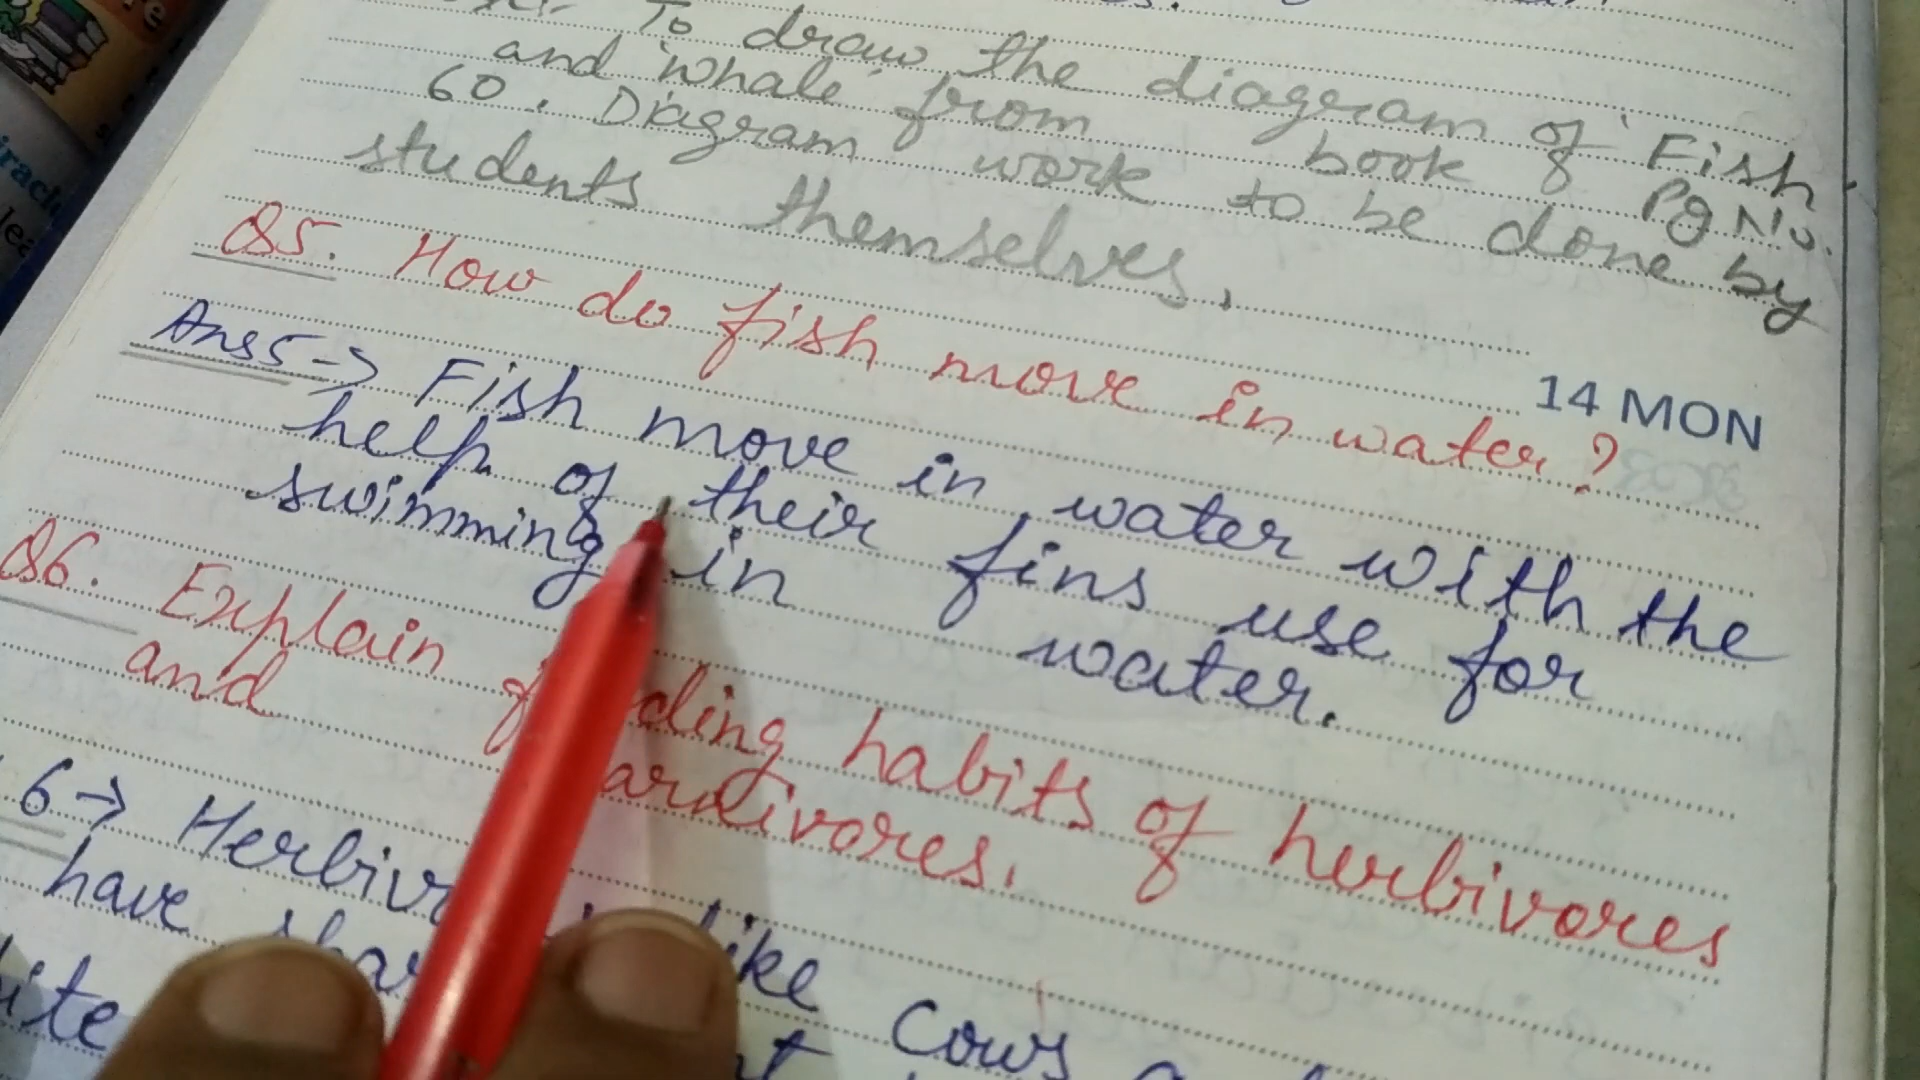 To draw the diagram of 'Fish'
and 'whale' from book Pg No.
60. Diagram work to be done by
students themselves.
14 MON
Q5. How do fish move in water?
Ans5-> Fish move in water with the
help of their fins use for
swimming in water.
Q6. Explain habits of herbivores
and
6-> like Cows
have